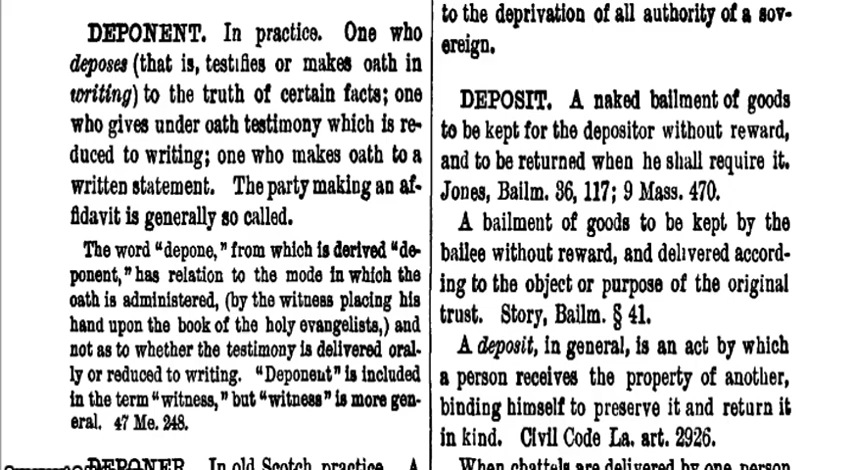 DEPONENT. In practice. One who
deposes (that is, testifies or makes oath in
writing) to the truth of certain facts; one
who gives under oath testimony which is re-
duced to writing; one who makes oath to a
written statement. The party making an af-
fidavit is generally so called.
The word "depone," from which is derived "de-
ponent," has relation to the mode in which the
oath is administered, (by the witness placing his
hand upon the book of the holy evangelists,) and
not as to whether the testimony is delivered oral-
ly or reduced to writing. "Deponent" is included
in the term "witness," but "witness" is more gen-
eral. 47 Me. 248.
DEPONER. In old Scotch practice. A
to the deprivation of all authority of a sov-
ereign.
DEPOSIT. A naked bailment of goods
to be kept for the depositor without reward,
and to be returned when he shall require it.
Jones, Bailm. 36, 117; 9 Mass. 470.
A bailment of goods to be kept by the
bailee without reward, and delivered accord-
ing to the object or purpose of the original
trust. Story, Bailm. § 41.
A deposit, in general, is an act by which
a person receives the property of another,
binding himself to preserve it and return it
in kind. Civil Code La. art. 2926.
When chattels are delivered by one person